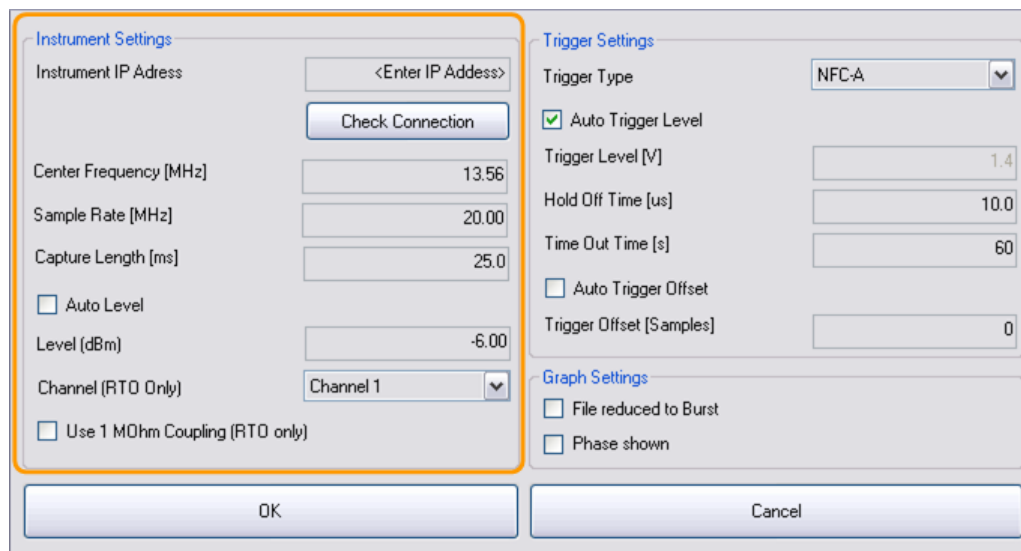 Instrument Settings
Instrument IP Adress
<Enter IP Addess>
Check Connection
Center Frequency [MHz]
13.56
Sample Rate [MHz]
20.00
Capture Length [ms]
25.0
Auto Level
Level (dBm)
-6.00
Channel (RTO Only)
Channel 1
Use 1 MOhm Coupling (RTO only)
Trigger Settings
Trigger Type
NFC-A
Auto Trigger Level
Trigger Level [V]
1.4
Hold Off Time [us]
10.0
Time Out Time [s]
60
Auto Trigger Offset
Trigger Offset [Samples]
0
Graph Settings
File reduced to Burst
Phase shown
OK
Cancel